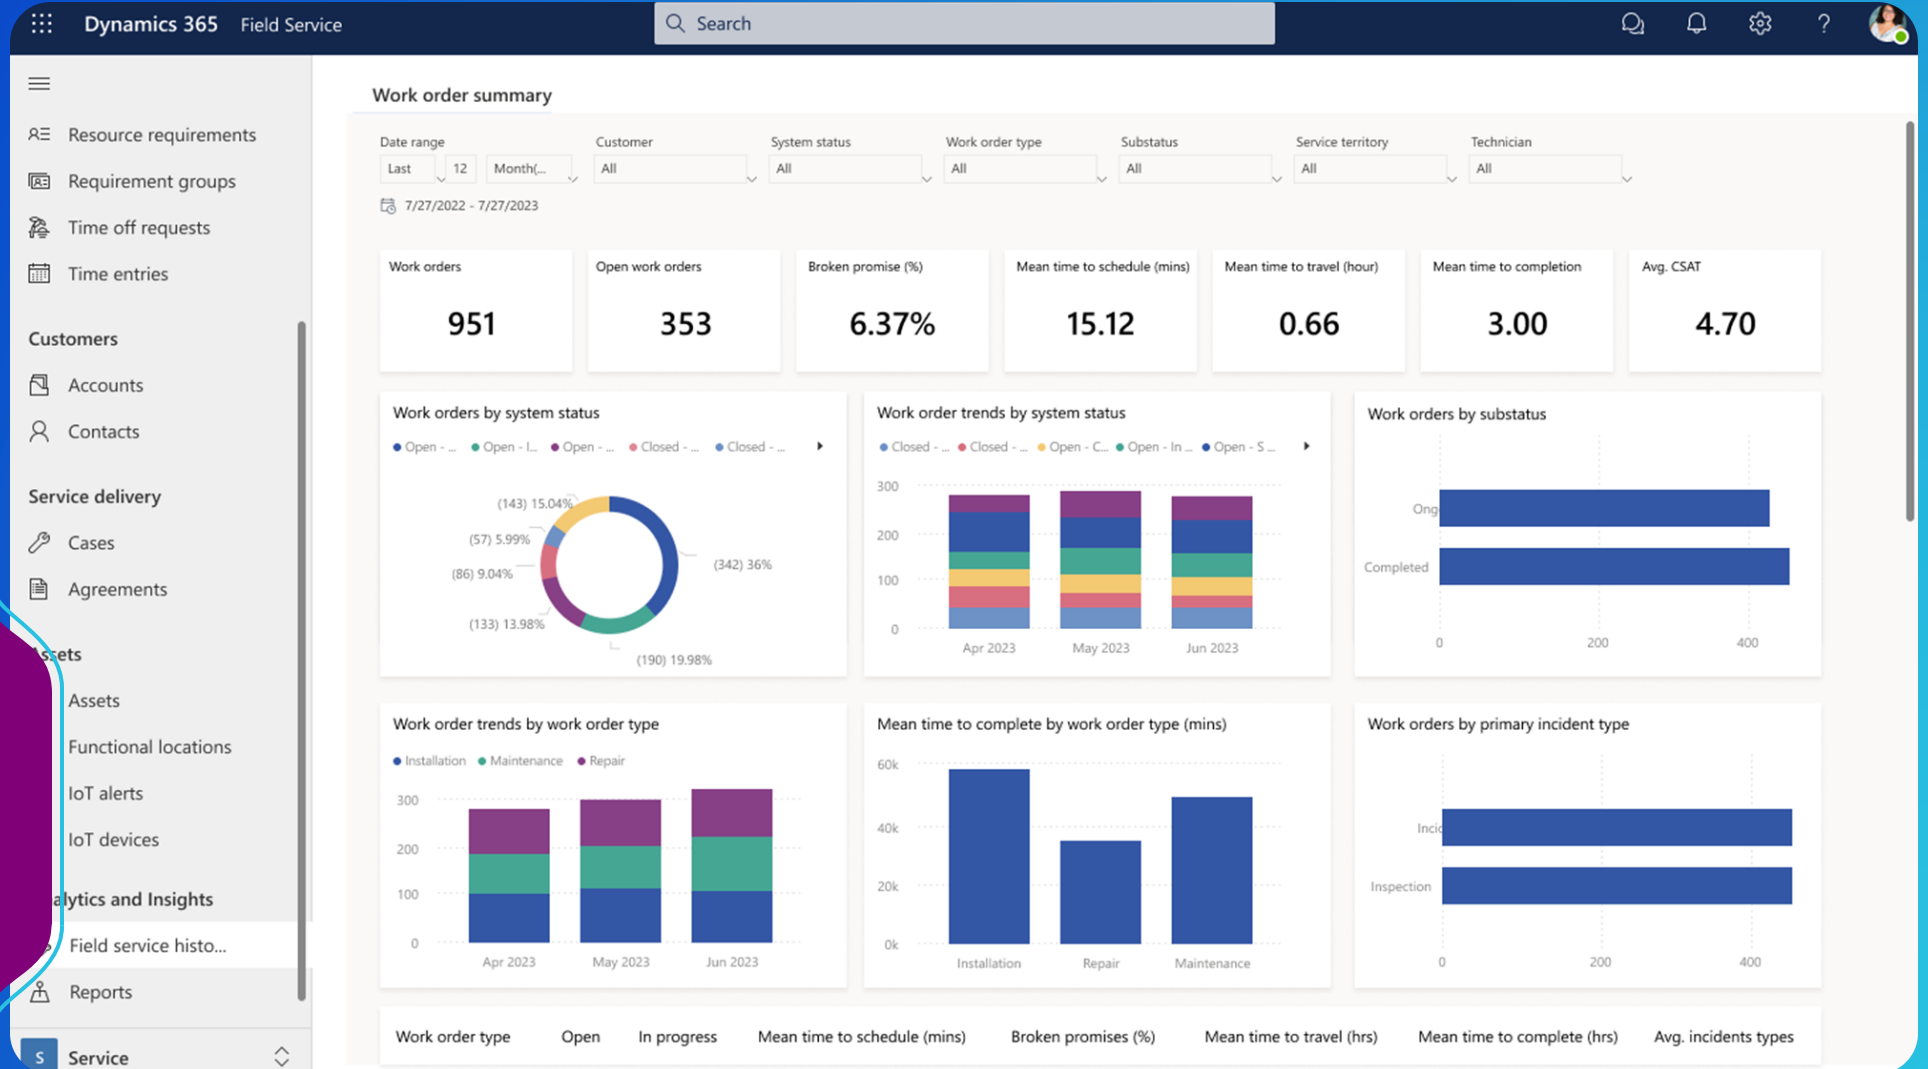 Dynamics 365 Field Service
Search
Resource requirements
Requirement groups
Time off requests
Time entries
Customers
Accounts
Contacts
Service delivery
Cases
Agreements
Assets
Functional locations
IoT alerts
IoT devices
alytics and Insights
Field service histo...
Reports
S Service
Work order summary
Date range Customer System status Work order type Substatus Service territory Technician
Last 12 Month(... All All All All All All
7/27/2022 - 7/27/2023
Work orders Open work orders Broken promise (%) Mean time to schedule (mins) Mean time to travel (hour) Mean time to completion Avg. CSAT
951 353 6.37% 15.12 0.66 3.00 4.70
Work orders by system status
Open - ... Open - I... Open - ... Closed - ... Closed - ...
(143) 15.04%
(57) 5.99%
(342) 36%
(86) 9.04%
(133) 13.98%
(190) 19.98%
Work order trends by system status
Closed - ... Closed - ... Open - C... Open - In ... Open - S ...
300
200
100
0
Apr 2023 May 2023 Jun 2023
Work orders by substatus
Ong
Completed
0 200 400
Work order trends by work order type
Installation Maintenance Repair
300
200
100
0
Apr 2023 May 2023 Jun 2023
Mean time to complete by work order type (mins)
60k
40k
20k
0k
Installation Repair Maintenance
Work orders by primary incident type
Incid
Inspection
0 200 400
Work order type Open In progress Mean time to schedule (mins) Broken promises (%) Mean time to travel (hrs) Mean time to complete (hrs) Avg. incidents types